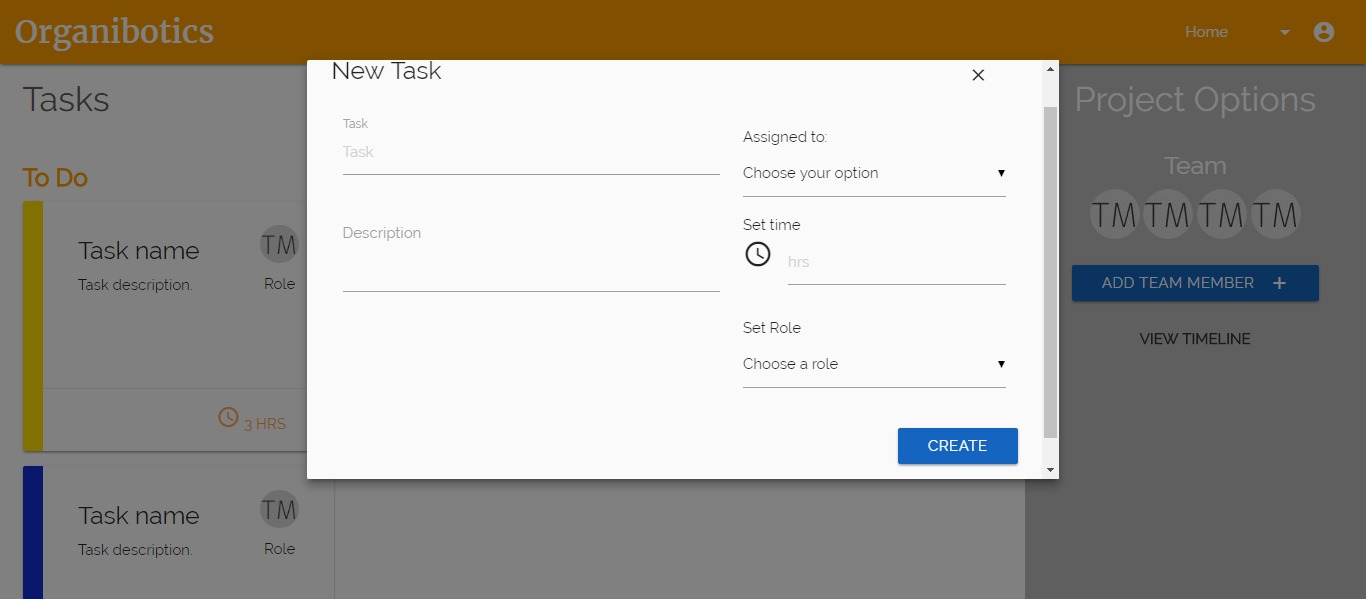 Organibotics
Home
Tasks
To Do
Task name
Task description.
TM
Role
3 HRS
Task name
Task description.
TM
Role
New Task
Task
Task
Description
Assigned to:
Choose your option
Set time
hrs
Set Role
Choose a role
CREATE
Project Options
Team
TM TM TM TM
ADD TEAM MEMBER +
VIEW TIMELINE